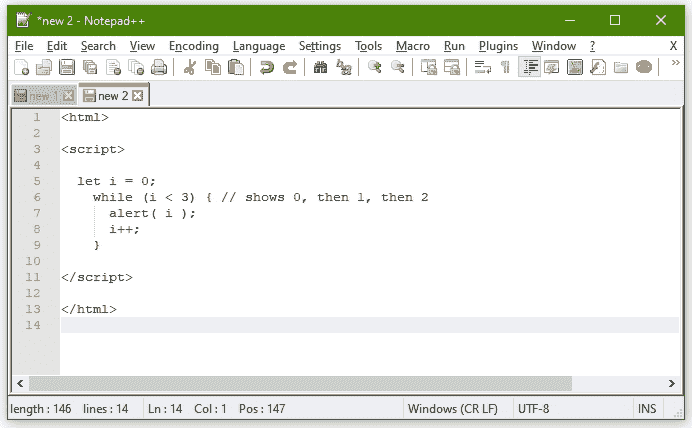 *new 2 - Notepad++
File Edit Search View Encoding Language Settings Tools Macro Run Plugins Window ? X
new 1 new 2
1 <html>
2
3 <script>
4
5 let i = 0;
6 while (i < 3) { // shows 0, then 1, then 2
7 alert( i );
8 i++;
9 }
10
11 </script>
12
13 </html>
14
length : 146 lines : 14 Ln : 14 Col : 1 Pos : 147 Windows (CR LF) UTF-8 INS